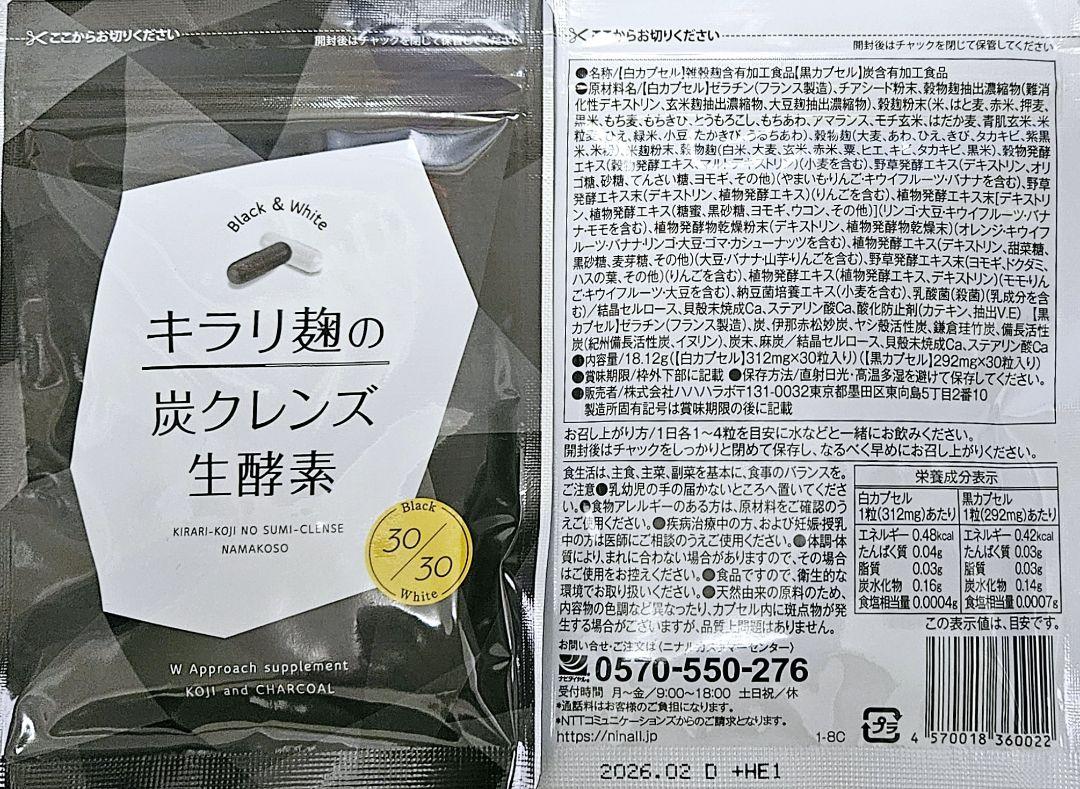 ここからお切りください
開封後はチャックを閉じて保管してください
Black & White
キラリ麹の
炭クレンズ
生酵素
KIRARI-KOJI NO SUMI-CLENSE
NAMAKOSO
Black
30/30
White
W Approach supplement
KOJI and CHARCOAL
ここからお切りください
開封後はチャックを閉じて保管してください
●名称/【白カプセル】雑穀麹含有加工食品【黒カプセル】炭含有加工食品
●原材料名/【白カプセル】ゼラチン(フランス製造)、チアシード粉末、穀物麹抽出濃縮物(難消
化性デキストリン、玄米麹抽出濃縮物、大豆麹抽出濃縮物)、穀麹粉末(米、はと麦、赤米、押麦、
黒米、もち麦、もちきび、とうもろこし、もちあわ、アマランス、モチ玄米、はだか麦、青肌玄米、米
粒麦、ひえ、緑米、小豆、たかきび、うるちあわ)、穀物麹(大麦、あわ、ひえ、きび、タカキビ、紫黒
米、米粉)、米麹粉末、穀物麹(白米、大麦、玄米、赤米、粟、ヒエ、キビ、タカキビ、黒米)、穀物発酵
エキス(穀物発酵エキス、マルトデキストリン)(小麦を含む)、野草発酵エキス(デキストリン、オリ
ゴ糖、砂糖、てんさい糖、ヨモギ、その他)(やまいも・りんご・キウイフルーツ・バナナを含む)、野草
発酵エキス末(デキストリン、植物発酵エキス)(りんごを含む)、植物発酵エキス末[デキストリ
ン、植物発酵エキス(糖蜜、黒砂糖、ヨモギ、ウコン、その他)](リンゴ・大豆・キウイフルーツ・バナ
ナ・モモを含む)、植物発酵物乾燥粉末(デキストリン、植物発酵物乾燥末)(オレンジ・キウイフ
ルーツ・バナナ・リンゴ・大豆・ゴマ・カシューナッツを含む)、植物発酵エキス(デキストリン、甜菜糖、
黒砂糖、麦芽糖、その他)(大豆・バナナ・山芋・りんごを含む)、野草発酵エキス末(ヨモギ、ドクダミ、
ハスの葉、その他)(りんごを含む)、植物発酵エキス(植物発酵エキス、デキストリン)(モモ・りん
ご・キウイフルーツ・大豆を含む)、納豆菌培養エキス(小麦を含む)、乳酸菌(殺菌)(乳成分を含
む)/結晶セルロース、貝殻未焼成Ca、ステアリン酸Ca、酸化防止剤(カテキン、抽出V.E) 【黒
カプセル】ゼラチン(フランス製造)、炭、伊那赤松妙炭、ヤシ殻活性炭、鎌倉珪竹炭、備長活性
炭(紀州備長活性炭、イヌリン)、炭末、麻炭/結晶セルロース、貝殻未焼成Ca、ステアリン酸Ca
●内容量/18.12g(【白カプセル】312mg×30粒入り)(【黒カプセル】292mg×30粒入り)
●賞味期限/枠外下部に記載 ●保存方法/直射日光・高温多湿を避けて保存してください。
●販売者/株式会社ハハハラボ〒131-0032東京都墨田区東向島5丁目2番10
製造所固有記号は賞味期限の後に記載
お召し上がり方/1日各1~4粒を目安に水などと一緒にお飲みください。
開封後はチャックをしっかりと閉めて保存し、なるべく早めにお召し上がりください。
食生活は、主食、主菜、副菜を基本に、食事のバランスを。
ご注意●乳幼児の手の届かないところへ置いてくださ
い。●食物アレルギーのある方は、原材料をご確認のう
えご使用ください。●疾病治療中の方、および妊娠・授乳
中の方は医師にご相談のうえご使用ください。●体調・体
質により、まれに合わない場合がありますので、その場合
はご使用をお控えください。●食品ですので、衛生的な
環境でお取り扱いください。●天然由来の原料のため、
内容物の色調など異なったり、カプセル内に斑点物が発
生する場合がございますが、品質上問題はありません。
栄養成分表示
白カプセル 黒カプセル
1粒(312mg)あたり 1粒(292mg)あたり
エネルギー 0.48kcal エネルギー 0.42kcal
たんぱく質 0.04g たんぱく質 0.03g
脂質 0.03g 脂質 0.03g
炭水化物 0.16g 炭水化物 0.14g
食塩相当量 0.0004g 食塩相当量 0.0007g
この表示値は、目安です。
お問い合せ・ご注文は〈ニナルカスタマーセンター〉
ナビダイヤル 0570-550-276
受付時間 月~金/9:00~18:00 土日祝/休
*通話料はお客様のご負担になります。
*NTTコミュニケーションズからのご請求となります。
https://ninall.jp
1-8C
プラ
4 570018 360022
2026.02 D +HE1